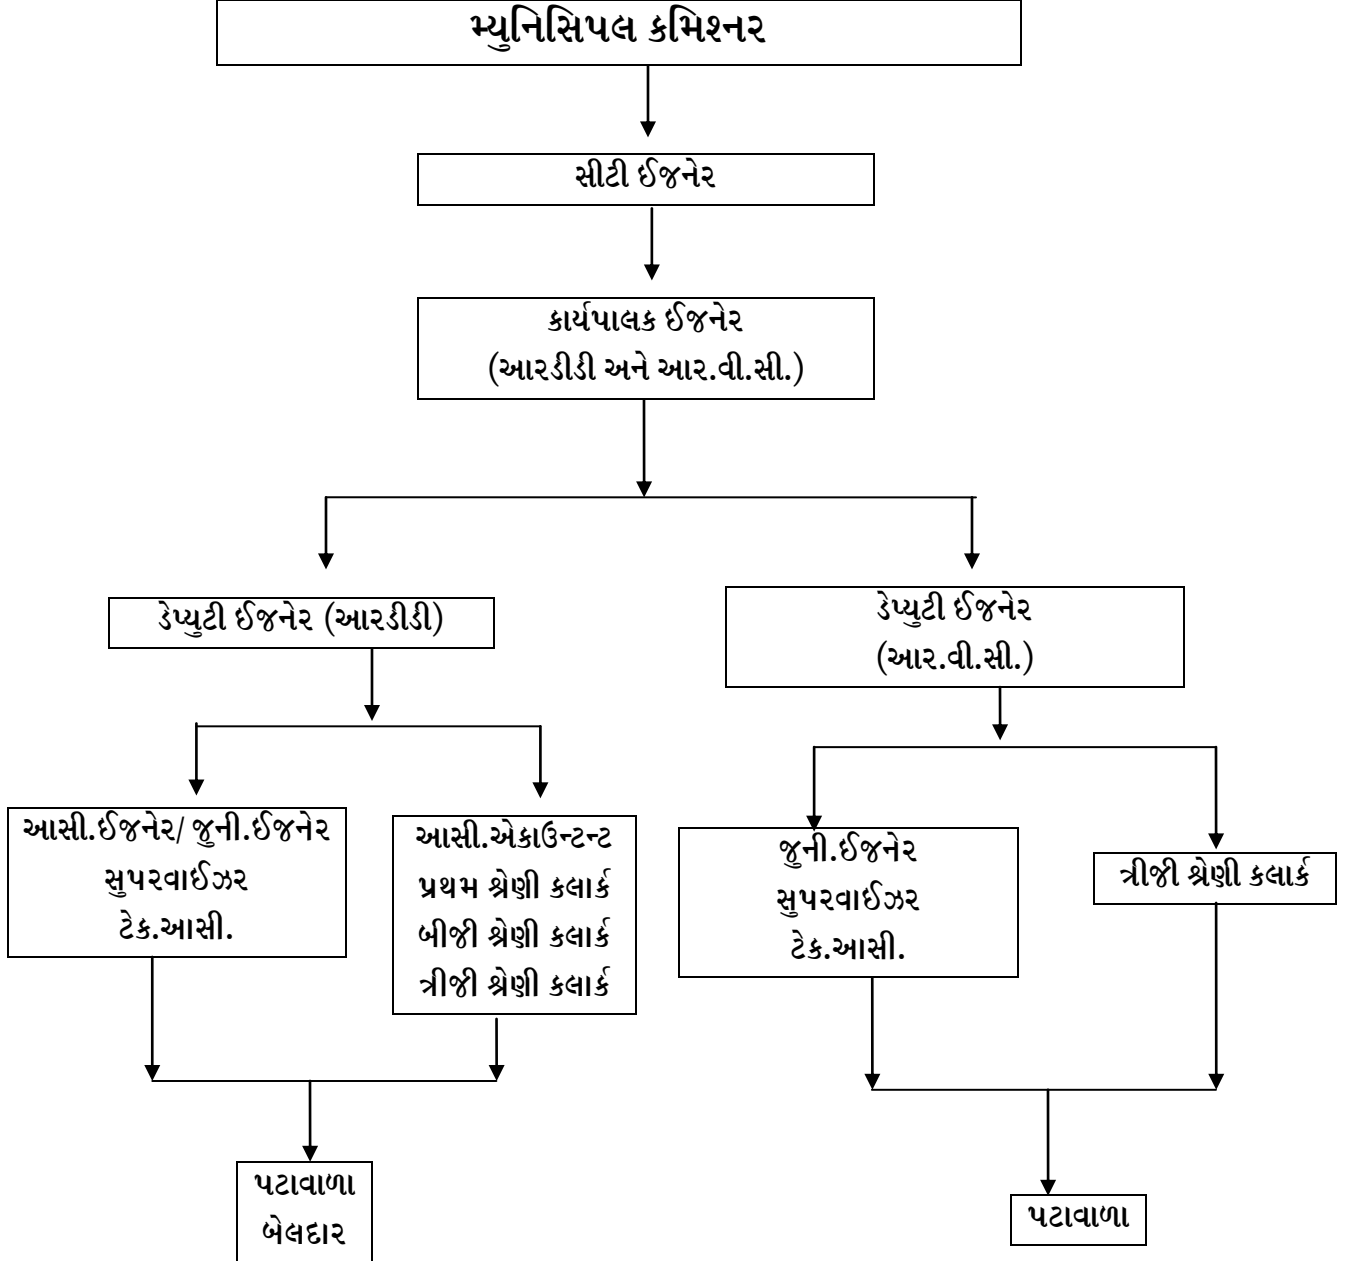 મ્યુનિસિપલ કમિશ્નર
સીટી ઈજનેર
કાર્યપાલક ઈજનેર
(આરડીડી અને આર.વી.સી.)
ડેપ્યુટી ઈજનેર (આરડીડી)
ડેપ્યુટી ઈજનેર
(આર.વી.સી.)
આસી.ઈજનેર/ જુની.ઈજનેર
સુપરવાઈઝર
ટેક.આસી.
આસી.એકાઉન્ટન્ટ
પ્રથમ શ્રેણી કલાર્ક
બીજી શ્રેણી કલાર્ક
ત્રીજી શ્રેણી કલાર્ક
જુની.ઈજનેર
સુપરવાઈઝર
ટેક.આસી.
ત્રીજી શ્રેણી કલાર્ક
પટાવાળા
બેલદાર
પટાવાળા